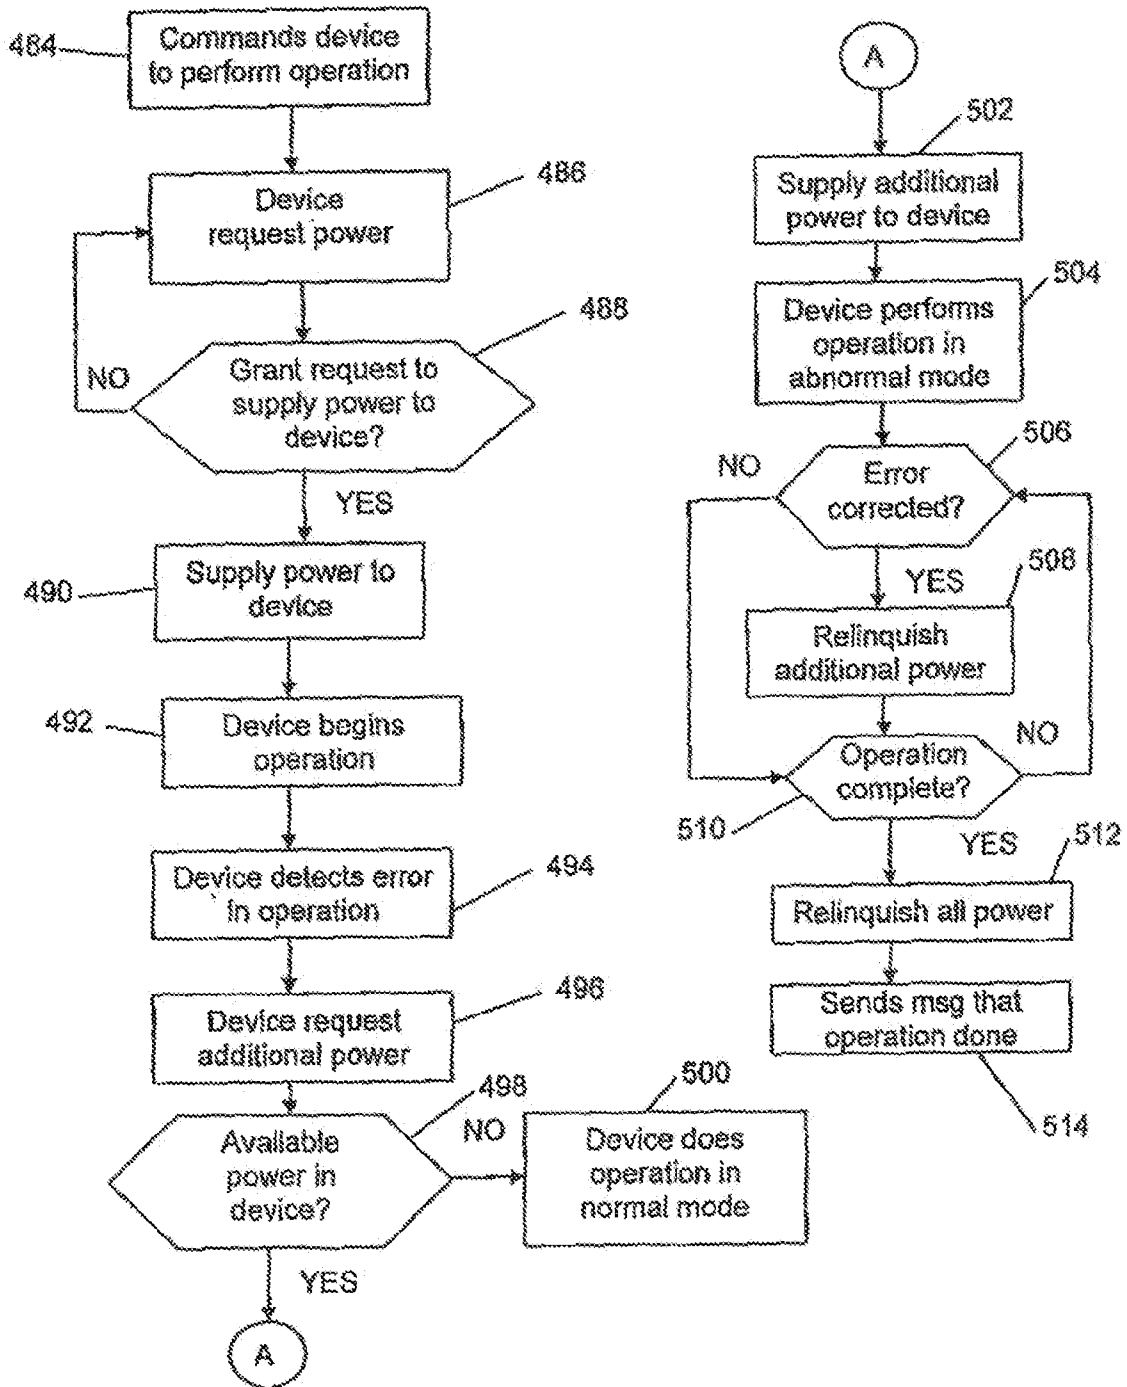 484
Commands device
to perform operation
486
Device
request power
488
NO
Grant request to
supply power to
device?
YES
490
Supply power to
device
492
Device begins
operation
494
Device detects error
in operation
496
Device request
additional power
498
Available
power in
device?
NO
500
Device does
operation in
normal mode
YES
A
A
502
Supply additional
power to device
504
Device performs
operation in
abnormal mode
506
NO
Error
corrected?
YES
508
Relinquish
additional power
Operation
complete?
NO
510
YES
512
Relinquish all power
Sends msg that
operation done
514